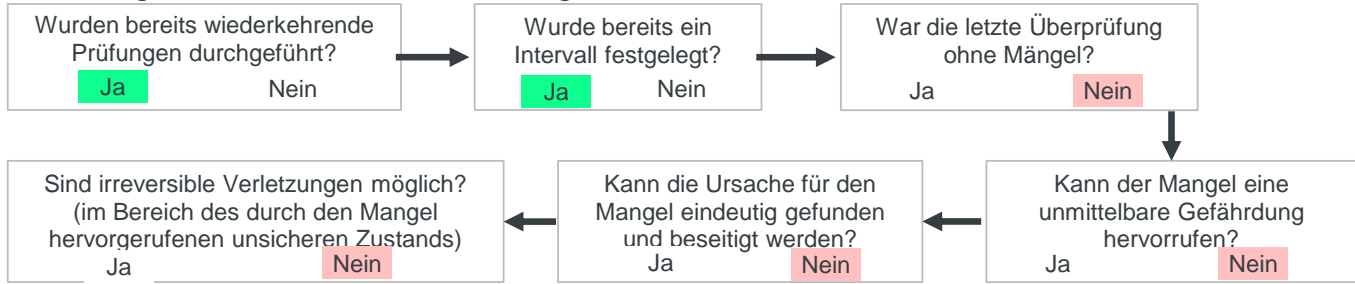 Wurden bereits wiederkehrende
Prüfungen durchgeführt?
Ja Nein
Wurde bereits ein
Intervall festgelegt?
Ja Nein
War die letzte Überprüfung
ohne Mängel?
Ja Nein
Kann der Mangel eine
unmittelbare Gefährdung
hervorrufen?
Ja Nein
Kann die Ursache für den
Mangel eindeutig gefunden
und beseitigt werden?
Ja Nein
Sind irreversible Verletzungen möglich?
(im Bereich des durch den Mangel
hervorgerufenen unsicheren Zustands)
Ja Nein